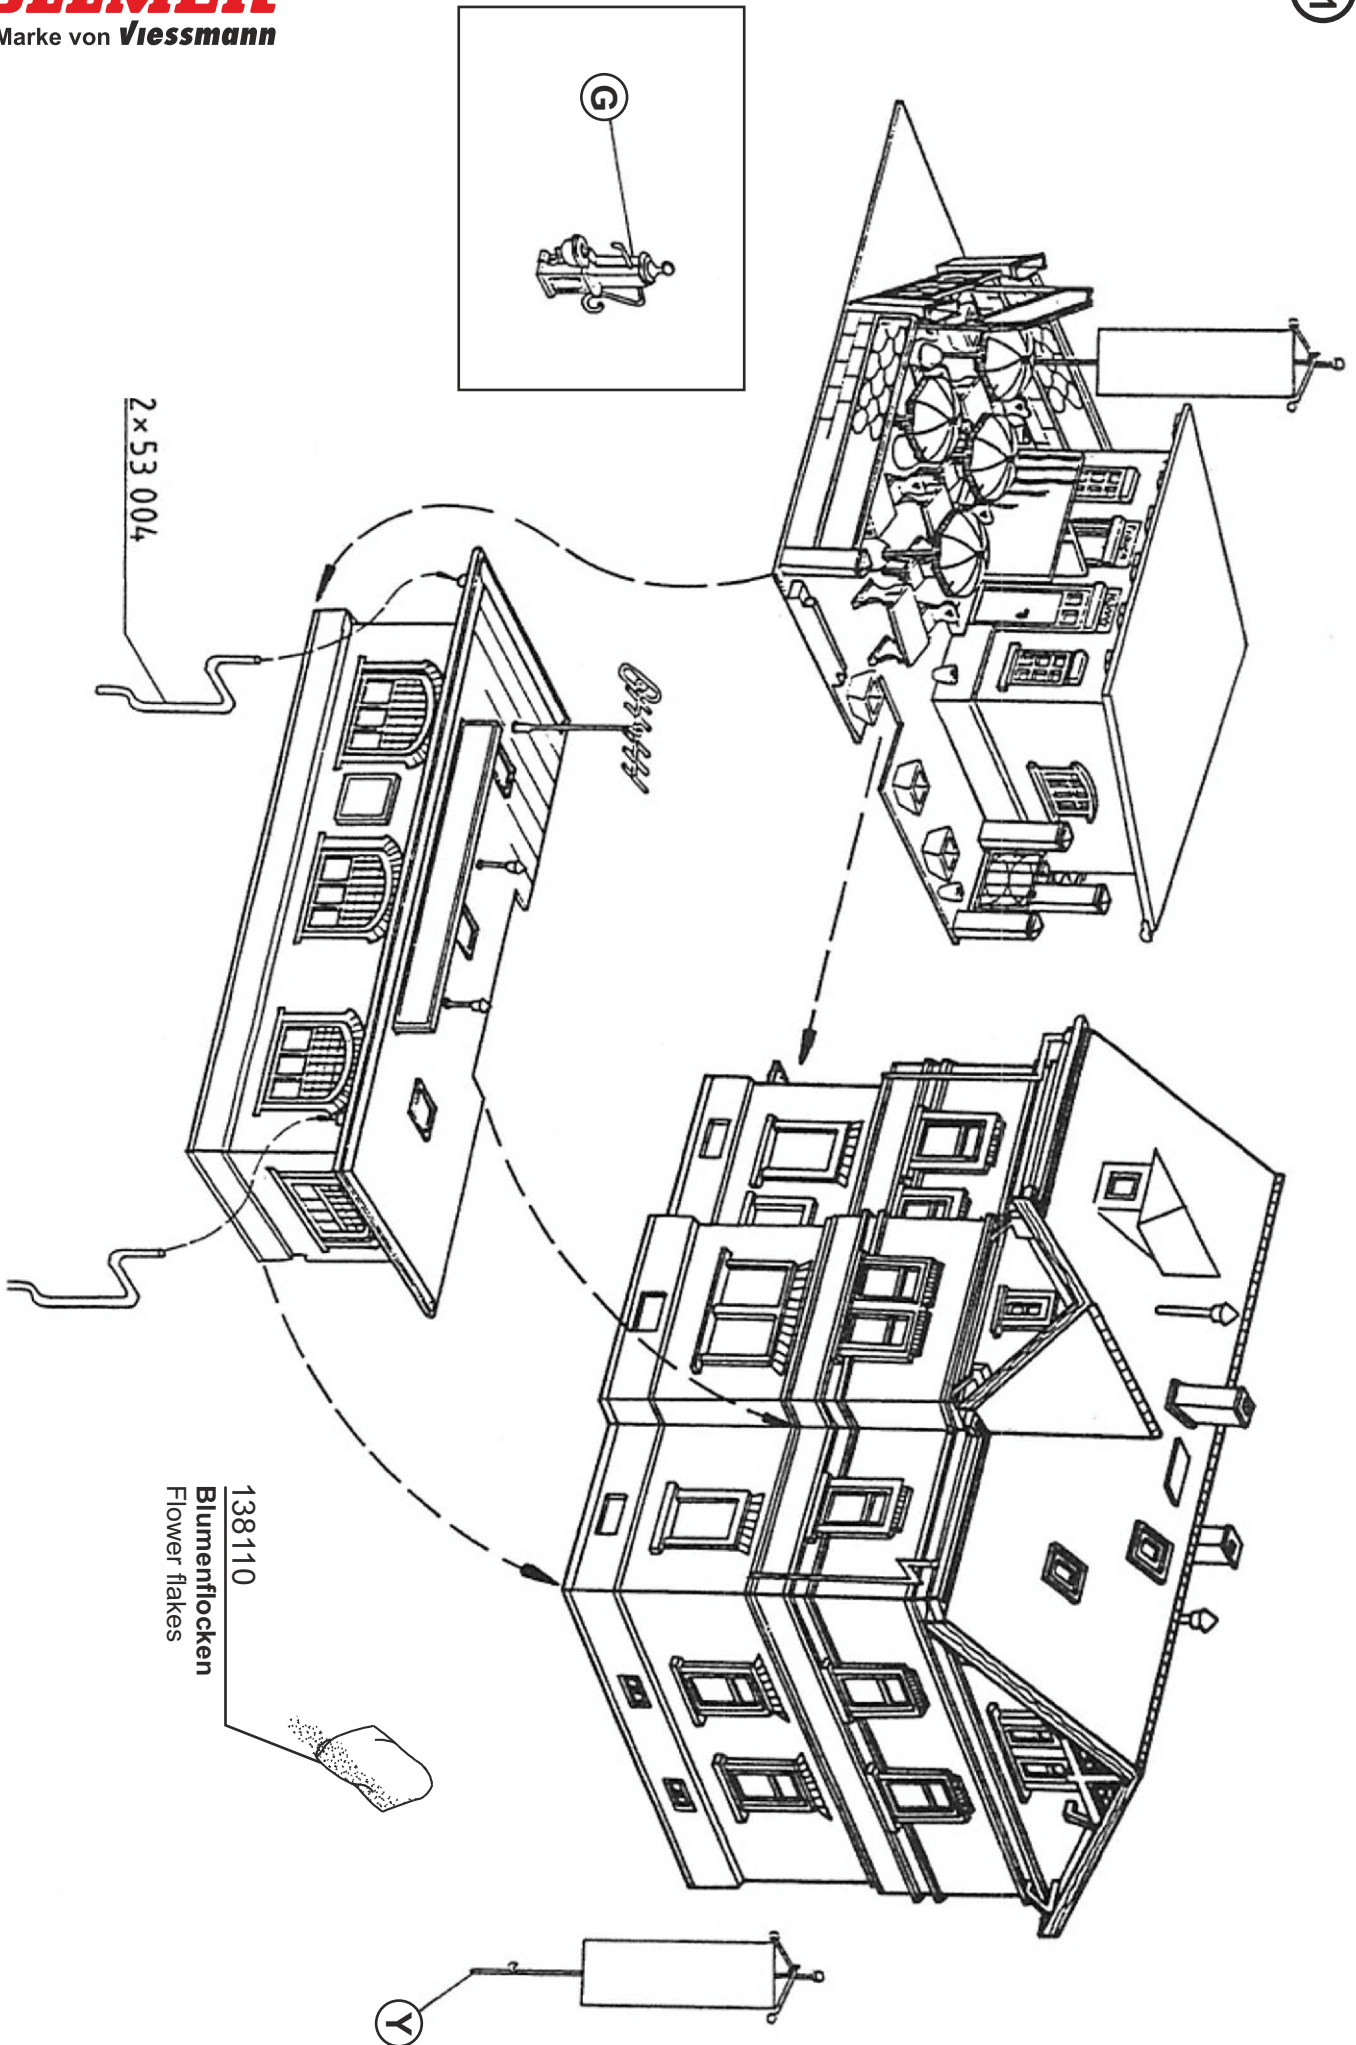 Marke von Viessmann
G
2×53 004
138110
Blumenflocken
Flower flakes
Y